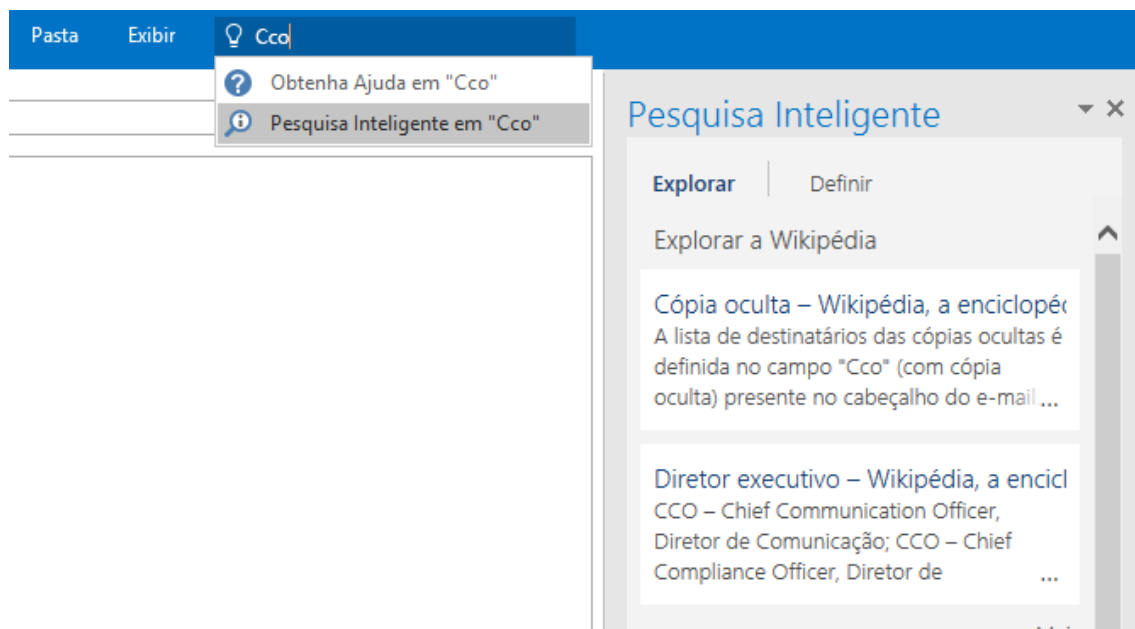 Pasta Exibir Cco
Obtenha Ajuda em "Cco"
Pesquisa Inteligente em "Cco"
Pesquisa Inteligente
Explorar Definir
Explorar a Wikipédia
Cópia oculta – Wikipédia, a
A lista de destinatários das cópias ocultas é
definida no campo "Cco" (com cópia
oculta) presente no cabeçalho do e-mail ...
Diretor executivo – Wikipédia, a
CCO – Chief Communication Officer,
Diretor de Comunicação; CCO – Chief
Compliance Officer, Diretor de ...